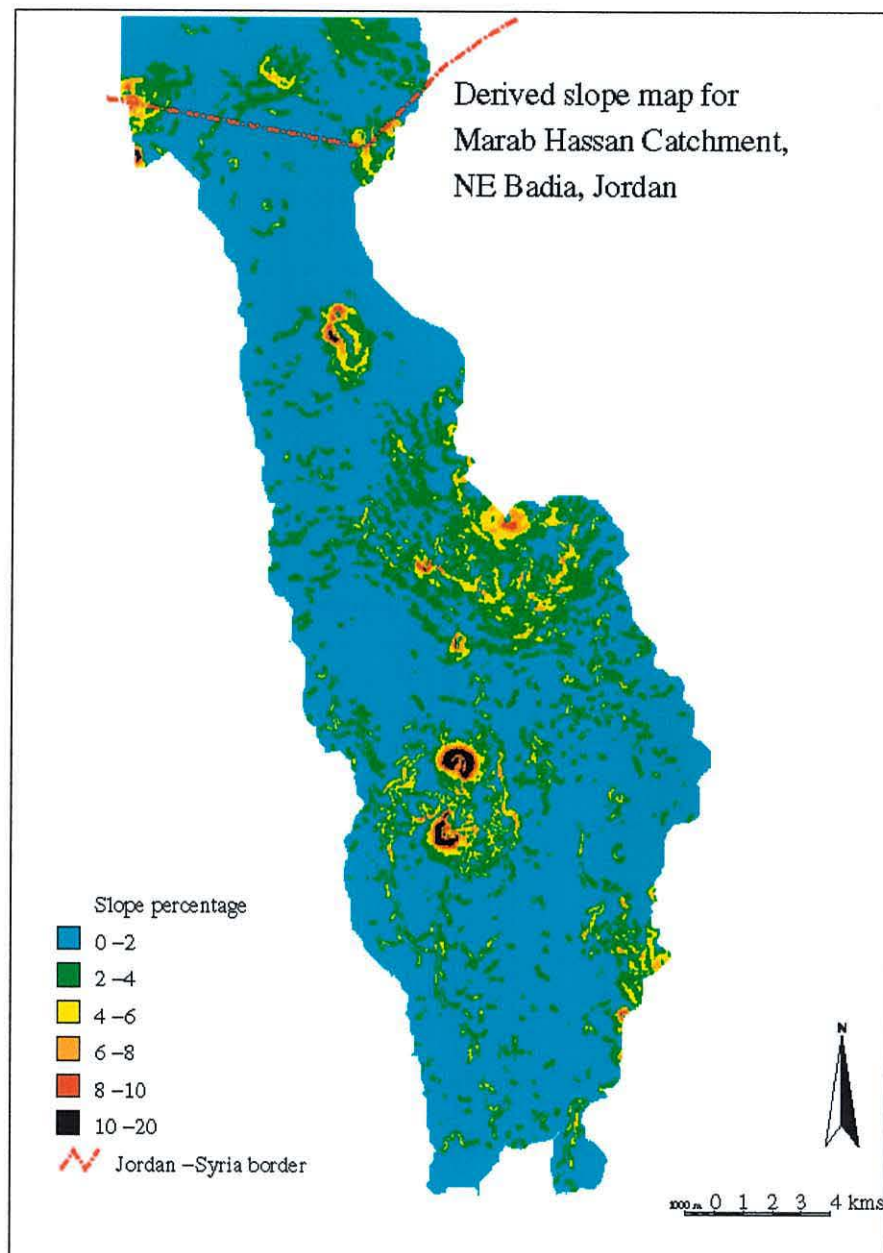 Derived slope map for
Marab Hassan Catchment,
NE Badia, Jordan
Slope percentage
0 –2
2 –4
4 –6
6 –8
8 –10
10 –20
Jordan –Syria border
N
1000 m 0 1 2 3 4 kms